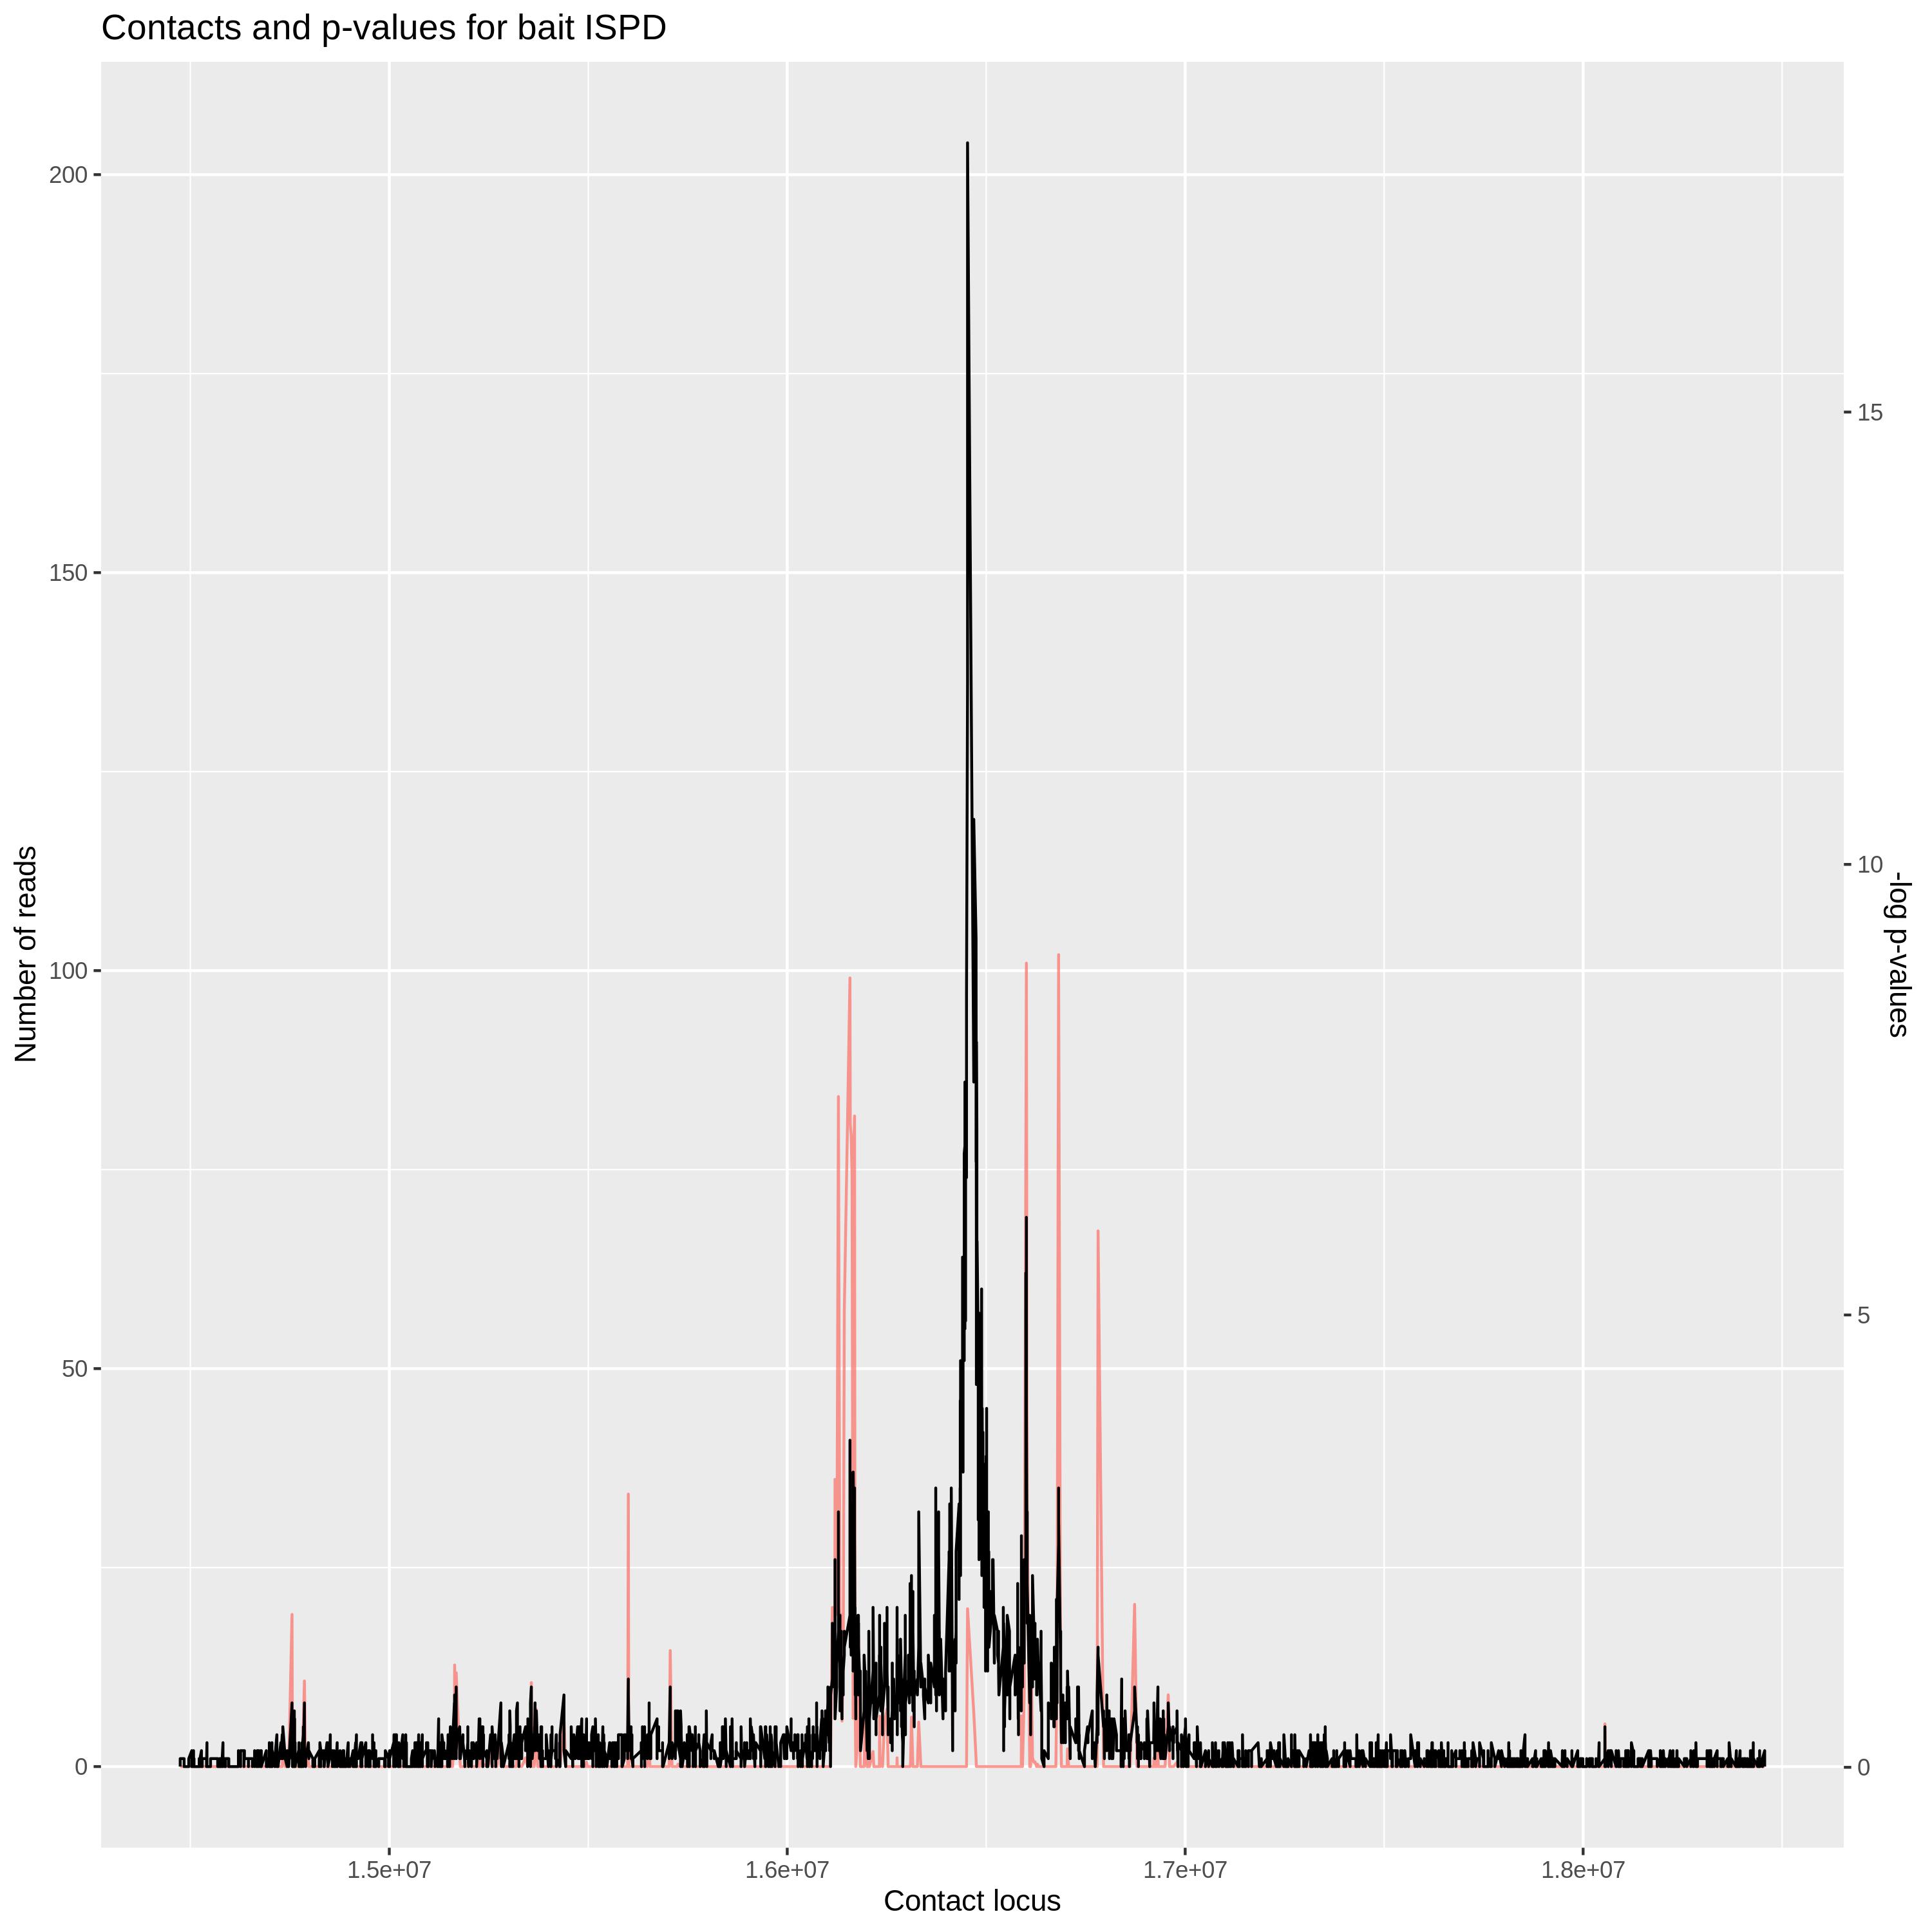 Contacts and p-values for bait ISPD
200
150
100
50
0
Number of reads
15
10
5
0
-log p-values
1.5e+07
1.6e+07
1.7e+07
1.8e+07
Contact locus